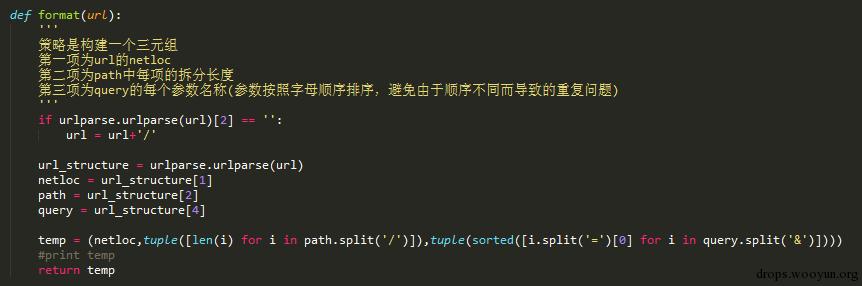 def format(url):
    '''
    策略是构建一个三元组
    第一项为url的netloc
    第二项为path中每项的拆分长度
    第三项为query的每个参数名称(参数按照字母顺序排序，避免由于顺序不同而导致的重复问题)
    '''
    if urlparse.urlparse(url)[2] == '':
        url = url+'/'

    url_structure = urlparse.urlparse(url)
    netloc = url_structure[1]
    path = url_structure[2]
    query = url_structure[4]

    temp = (netloc,tuple([len(i) for i in path.split('/')]),tuple(sorted([i.split('=')[0] for i in query.split('&')])))
    #print temp
    return temp
drops.wooyun.org